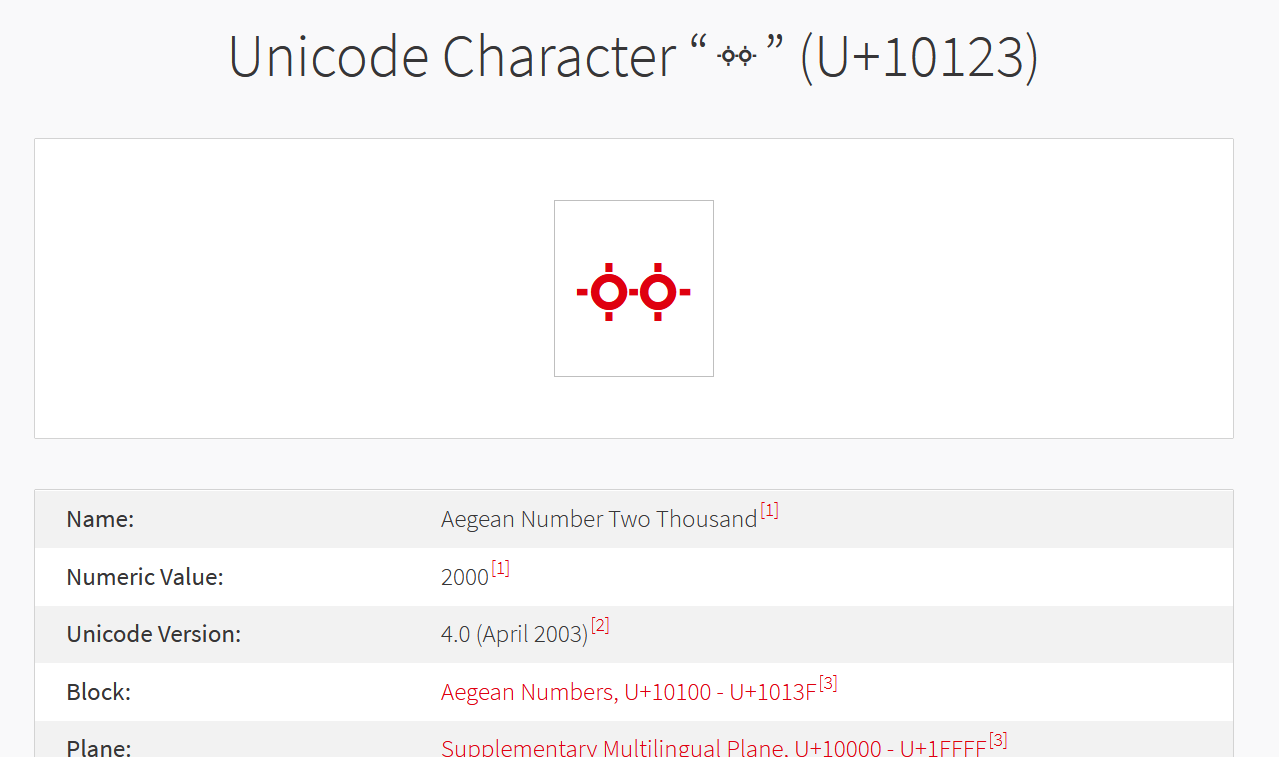 Unicode Character “𐄣” (U+10123)
𐄣
Name: Aegean Number Two Thousand[1]
Numeric Value: 2000[1]
Unicode Version: 4.0 (April 2003)[2]
Block: Aegean Numbers, U+10100 - U+1013F[3]
Plane: Supplementary Multilingual Plane, U+10000 - U+1FFFF[3]